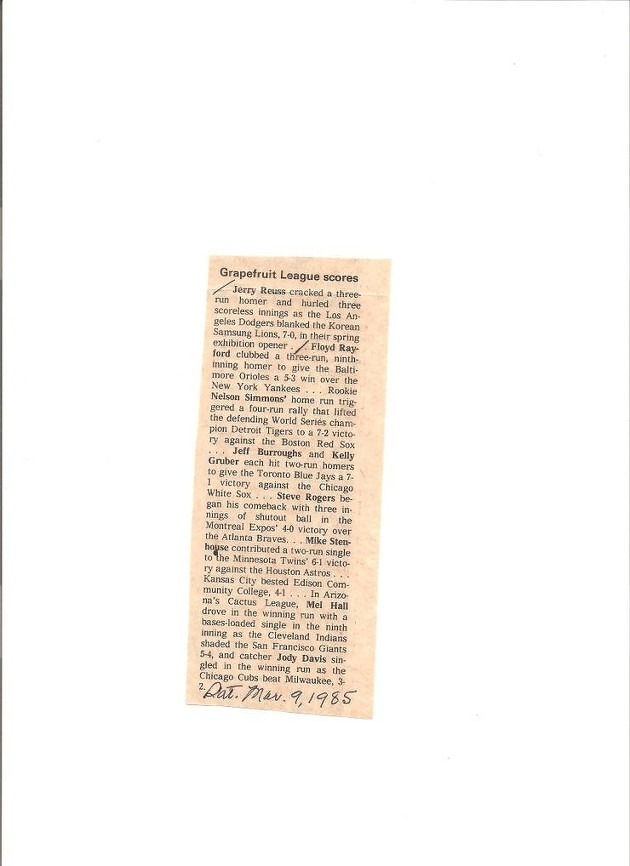 Grapefruit League scores
Jerry Reuss cracked a three-
run homer and hurled three
scoreless innings as the Los An-
geles Dodgers blanked the Korean
Samsung Lions, 7-0, in their spring
exhibition opener . . . Floyd Ray-
ford clubbed a three-run, ninth-
inning homer to give the Balti-
more Orioles a 5-3 win over the
New York Yankees . . . Rookie
Nelson Simmons' home run trig-
gered a four-run rally that lifted
the defending World Series cham-
pion Detroit Tigers to a 7-2 victo-
ry against the Boston Red Sox
. . . Jeff Burroughs and Kelly
Gruber each hit two-run homers
to give the Toronto Blue Jays a 7-
1 victory against the Chicago
White Sox . . . Steve Rogers be-
gan his comeback with three in-
nings of shutout ball in the
Montreal Expos' 4-0 victory over
the Atlanta Braves. . . Mike Sten-
house contributed a two-run single
to the Minnesota Twins' 6-1 victo-
ry against the Houston Astros . . .
Kansas City bested Edison Com-
munity College, 4-1 . . . In Arizo-
na's Cactus League, Mel Hall
drove in the winning run with a
bases-loaded single in the ninth
inning as the Cleveland Indians
shaded the San Francisco Giants
5-4, and catcher Jody Davis sin-
gled in the winning run as the
Chicago Cubs beat Milwaukee, 3-
2
Sat. Mar. 9, 1985